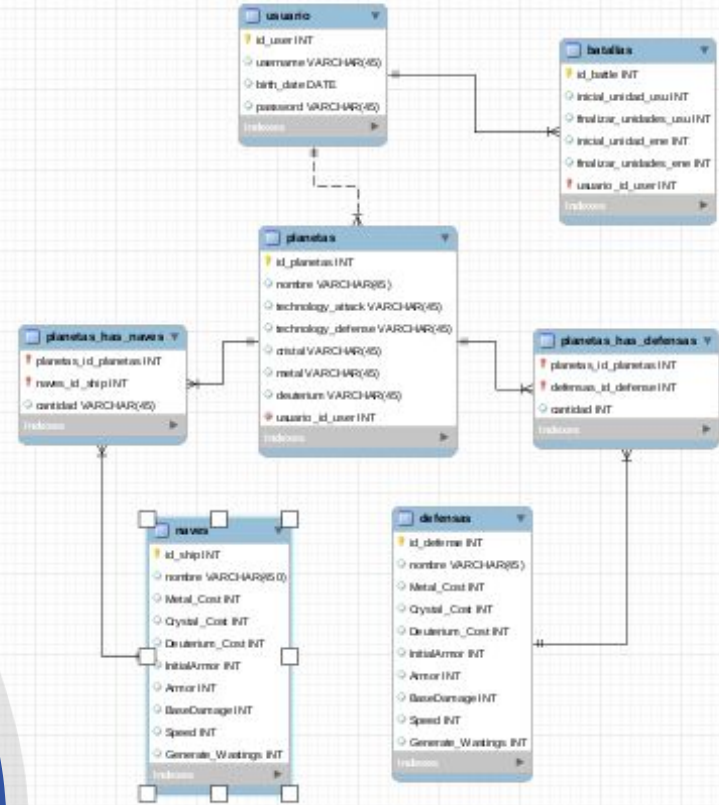 usuario
id_user INT
username VARCHAR(45)
birth_date DATE
password VARCHAR(45)
Indexes
batallas
id_battle INT
inicial_unidad_usu INT
finalizar_unidades_usu INT
inicial_unidad_ene INT
finalizar_unidades_ene INT
usuario_id_user INT
Indexes
planetas
id_planetas INT
nombre VARCHAR(45)
technology_attack VARCHAR(45)
technology_defense VARCHAR(45)
cristal VARCHAR(45)
metal VARCHAR(45)
deuterium VARCHAR(45)
usuario_id_user INT
Indexes
planetas_has_naves
planetas_id_planetas INT
naves_id_ship INT
cantidad VARCHAR(45)
Indexes
planetas_has_defensas
planetas_id_planetas INT
defensas_id_defense INT
cantidad INT
Indexes
naves
id_ship INT
nombre VARCHAR(450)
Metal_Cost INT
Crystal_Cost INT
Deuterium_Cost INT
InitialArmor INT
Armor INT
BaseDamage INT
Speed INT
Generate_Wastings INT
Indexes
defensas
id_defense INT
nombre VARCHAR(45)
Metal_Cost INT
Crystal_Cost INT
Deuterium_Cost INT
InitialArmor INT
Armor INT
BaseDamage INT
Speed INT
Generate_Wastings INT
Indexes